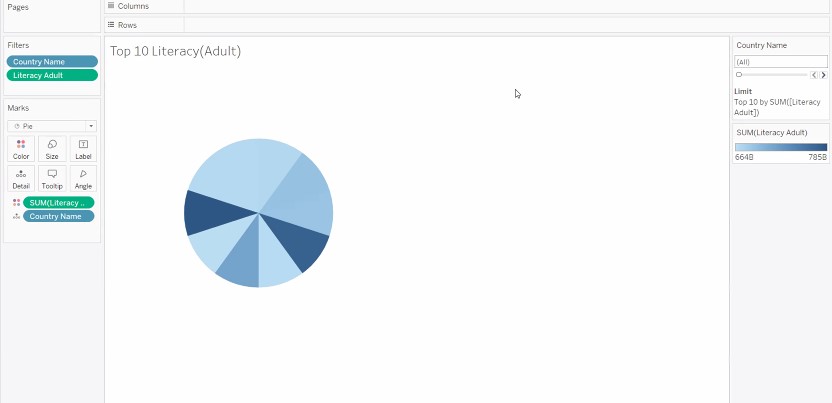 Pages
Columns
Rows
Filters
Country Name
Literacy Adult
Marks
Pie
Color
Size
Label
Detail
Tooltip
Angle
SUM(Literacy ..
Country Name
Top 10 Literacy(Adult)
Country Name
(All)
Limit
Top 10 by SUM([Literacy
Adult])
SUM(Literacy Adult)
664B
785B